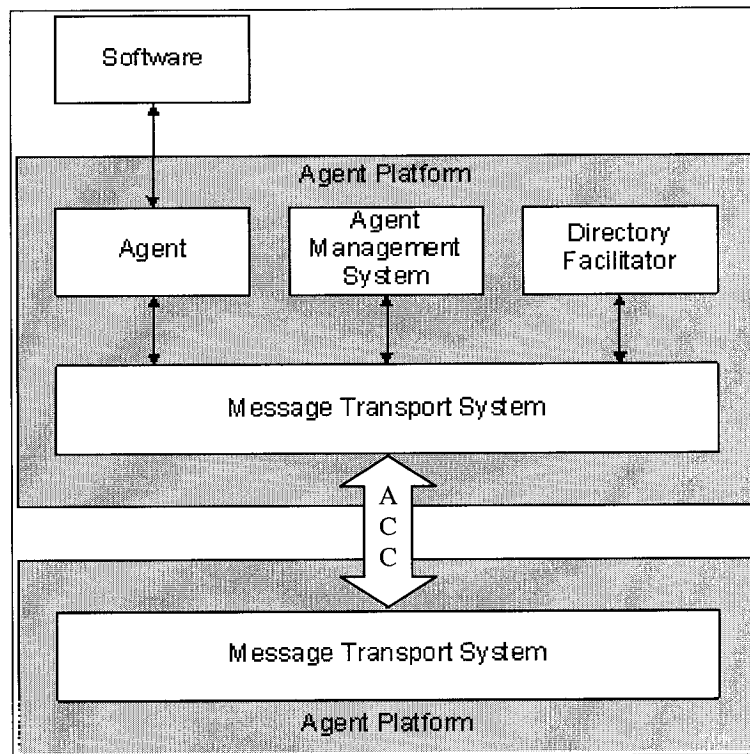 Software
Agent Platform
Agent
Agent
Management
System
Directory
Facilitator
Message Transport System
A
C
C
Message Transport System
Agent Platform